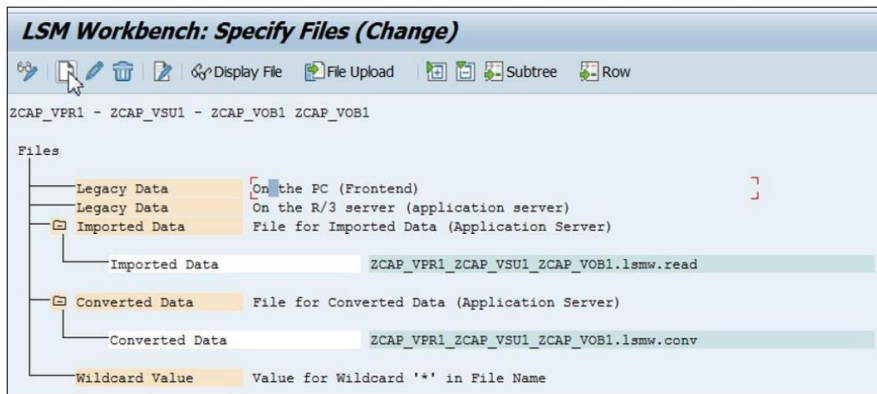 LSM Workbench: Specify Files (Change)
Display File File Upload Subtree Row
ZCAP_VPR1 - ZCAP_VSU1 - ZCAP_VOB1 ZCAP_VOB1
Files
Legacy Data On the PC (Frontend)
Legacy Data On the R/3 server (application server)
Imported Data File for Imported Data (Application Server)
Imported Data ZCAP_VPR1_ZCAP_VSU1_ZCAP_VOB1.lsmw.read
Converted Data File for Converted Data (Application Server)
Converted Data ZCAP_VPR1_ZCAP_VSU1_ZCAP_VOB1.lsmw.conv
Wildcard Value Value for Wildcard '*' in File Name